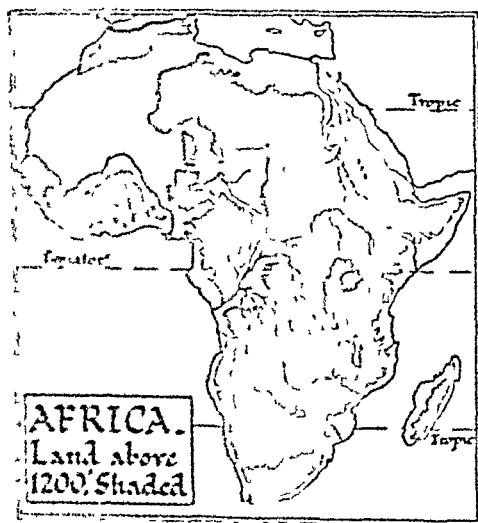 Tropic
Equator
Tropic
AFRICA.
Land above
1200,' Shaded